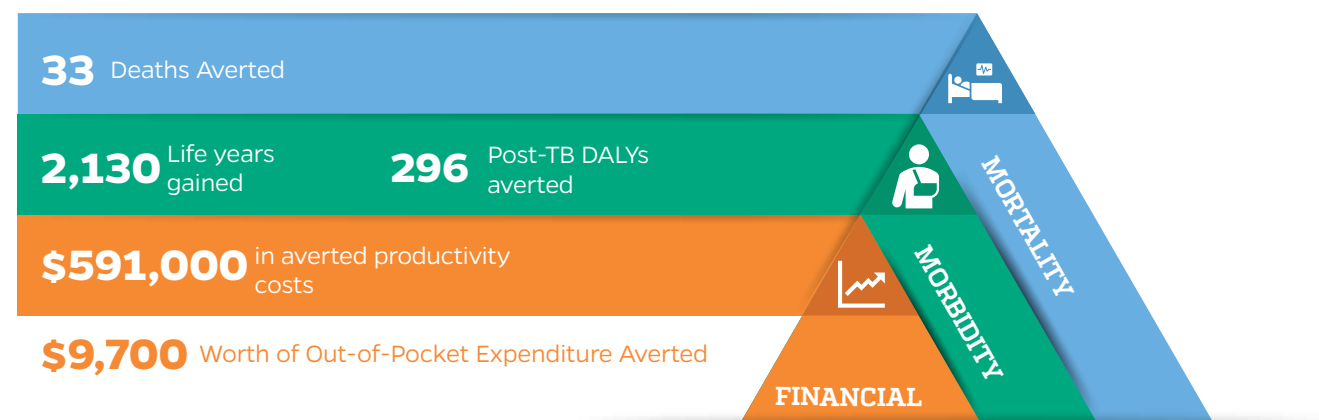 33 Deaths Averted
2,130 Life years
gained
296 Post-TB DALYs
averted
$591,000 in averted productivity
costs
$9,700 Worth of Out-of-Pocket Expenditure Averted
MORTALITY
MORBIDITY
FINANCIAL